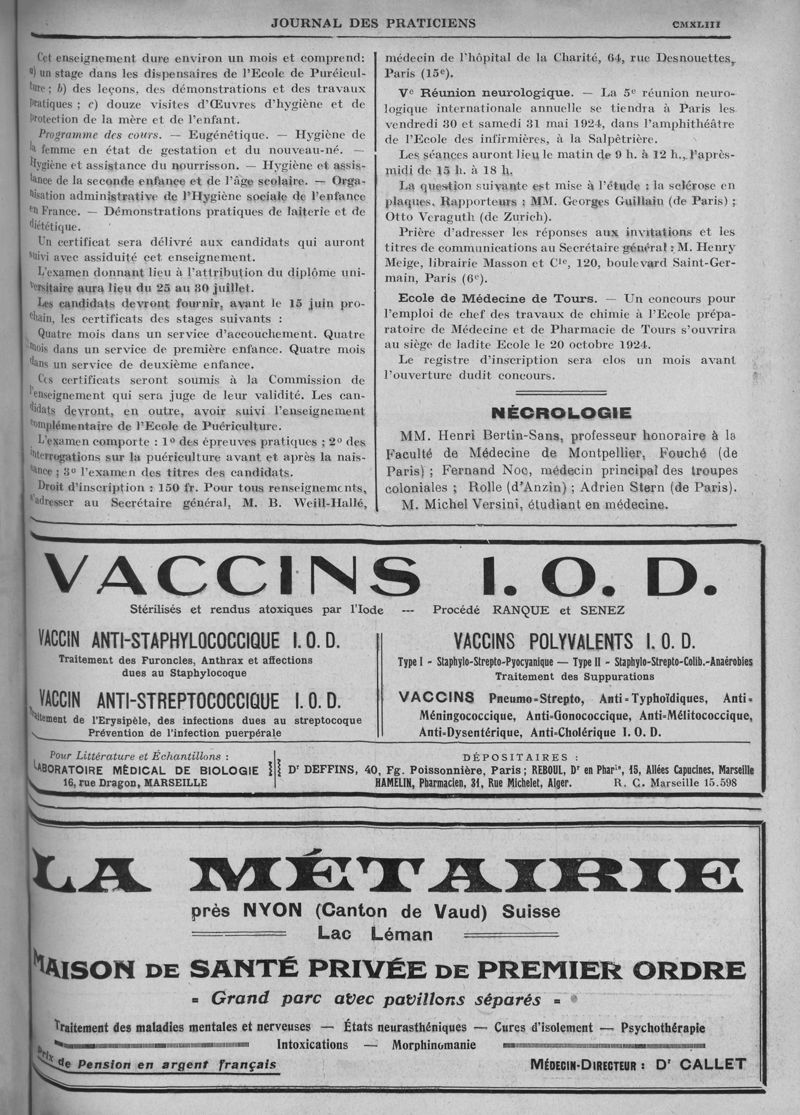 JOURNAL DES PRATICIENS
CMXLIII
Cet enseignement dure environ un mois et comprend:
a) un stage dans les dispensaires de l'Ecole de Puréicul-
ture ; b) des leçons, des démonstrations et des travaux
pratiques ; c) douze visites d'Œuvres d'hygiène et de
protection de la mère et de l'enfant.
Programme des cours. — Eugénétique. — Hygiène de
la femme en état de gestation et du nouveau-né. —
Hygiène et assistance du nourrisson. — Hygiène et assis-
tance de la seconde enfance et de l'âge scolaire. — Orga-
nisation administrative de l'Hygiène sociale de l'enfance
en France. — Démonstrations pratiques de laiterie et de
diététique.
Un certificat sera délivré aux candidats qui auront
suivi avec assiduité cet enseignement.
L'examen donnant lieu à l'attribution du diplôme uni-
versitaire aura lieu du 25 au 30 juillet.
Les candidats devront fournir, avant le 15 juin pro-
chain, les certificats des stages suivants :
Quatre mois dans un service d'accouchement. Quatre
mois dans un service de première enfance. Quatre mois
dans un service de deuxième enfance.
Ces certificats seront soumis à la Commission de
l'enseignement qui sera juge de leur validité. Les can-
didats devront, en outre, avoir suivi l'enseignement
complémentaire de l'Ecole de Puériculture.
L'examen comporte : 1º des épreuves pratiques ; 2º des
interrogations sur la puériculture avant et après la nais-
sance ; 3º l'examen des titres des candidats.
Droit d'inscription : 150 fr. Pour tous renseignements,
s'adresser au Secrétaire général, M. B. Weill-Hallé,
médecin de l'hôpital de la Charité, 64, rue Desnouettes,
Paris (15e).
Ve Réunion neurologique. — La 5e réunion neuro-
logique internationale annuelle se tiendra à Paris les
vendredi 30 et samedi 31 mai 1924, dans l'amphithéâtre
de l'Ecole des infirmières, à la Salpêtrière.
Les séances auront lieu le matin de 9 h. à 12 h., l'après-
midi de 15 h. à 18 h.
La question suivante est mise à l'étude : la sclérose en
plaques. Rapporteurs : MM. Georges Guillain (de Paris) ;
Otto Veraguth (de Zurich).
Prière d'adresser les réponses aux invitations et les
titres de communications au Secrétaire général : M. Henry
Meige, librairie Masson et Cie, 120, boulevard Saint-Ger-
main, Paris (6e).
Ecole de Médecine de Tours. — Un concours pour
l'emploi de chef des travaux de chimie à l'Ecole prépa-
ratoire de Médecine et de Pharmacie de Tours s'ouvrira
au siège de ladite Ecole le 20 octobre 1924.
Le registre d'inscription sera clos un mois avant
l'ouverture dudit concours.
NÉCROLOGIE
MM. Henri Bertin-Sans, professeur honoraire à la
Faculté de Médecine de Montpellier, Fouché (de
Paris) ; Fernand Noc, médecin principal des troupes
coloniales ; Rolle (d'Anzin) ; Adrien Stern (de Paris).
M. Michel Versini, étudiant en médecine.
VACCINS I. O. D.
Stérilisés et rendus atoxiques par l'Iode --- Procédé RANQUE et SENEZ
VACCIN ANTI-STAPHYLOCOCCIQUE I. O. D.
Traitement des Furoncles, Anthrax et affections
dues au Staphylocoque
VACCIN ANTI-STREPTOCOCCIQUE I. O. D.
Traitement de l'Erysipèle, des infections dues au streptocoque
Prévention de l'infection puerpérale
VACCINS POLYVALENTS I. O. D.
Type I - Staphylo-Strepto-Pyocyanique — Type II - Staphylo-Strepto-Colib.-Anaérobies
Traitement des Suppurations
VACCINS Pneumo-Strepto, Anti-Typhoïdiques, Anti-
Méningococcique, Anti-Gonococcique, Anti-Mélitococcique,
Anti-Dysentérique, Anti-Cholérique I. O. D.
Pour Littérature et Échantillons :
LABORATOIRE MÉDICAL DE BIOLOGIE
16, rue Dragon, MARSEILLE
DÉPOSITAIRES :
Dr DEFFINS, 40, Fg. Poissonnière, Paris ; REBOUL, Dr en Pharie, 15, Allées Capucines, Marseille
HAMELIN, Pharmacien, 31, Rue Michelet, Alger. R. C. Marseille 15.598
LA MÉTAIRIE
près NYON (Canton de Vaud) Suisse
Lac Léman
MAISON DE SANTÉ PRIVÉE DE PREMIER ORDRE
= Grand parc avec pavillons séparés =
Traitement des maladies mentales et nerveuses — États neurasthéniques — Cures d'isolement — Psychothérapie
Intoxications — Morphinomanie
Prix de Pension en argent français
MÉDECIN-DIRECTEUR : Dr CALLET